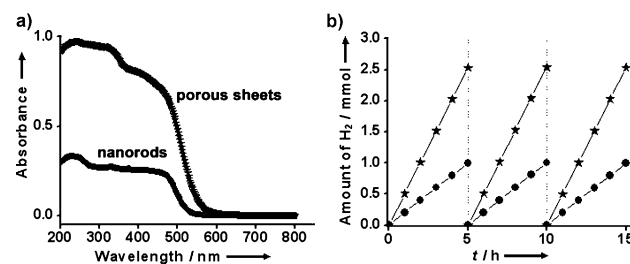 a)
Absorbance
1.0
0.5
0.0
porous sheets
nanorods
200 300 400 500 600 700 800
Wavelength / nm
b)
Amount of H₂ / mmol
3.0
2.5
2.0
1.5
1.0
0.5
0.0
0 5 10 15
t / h